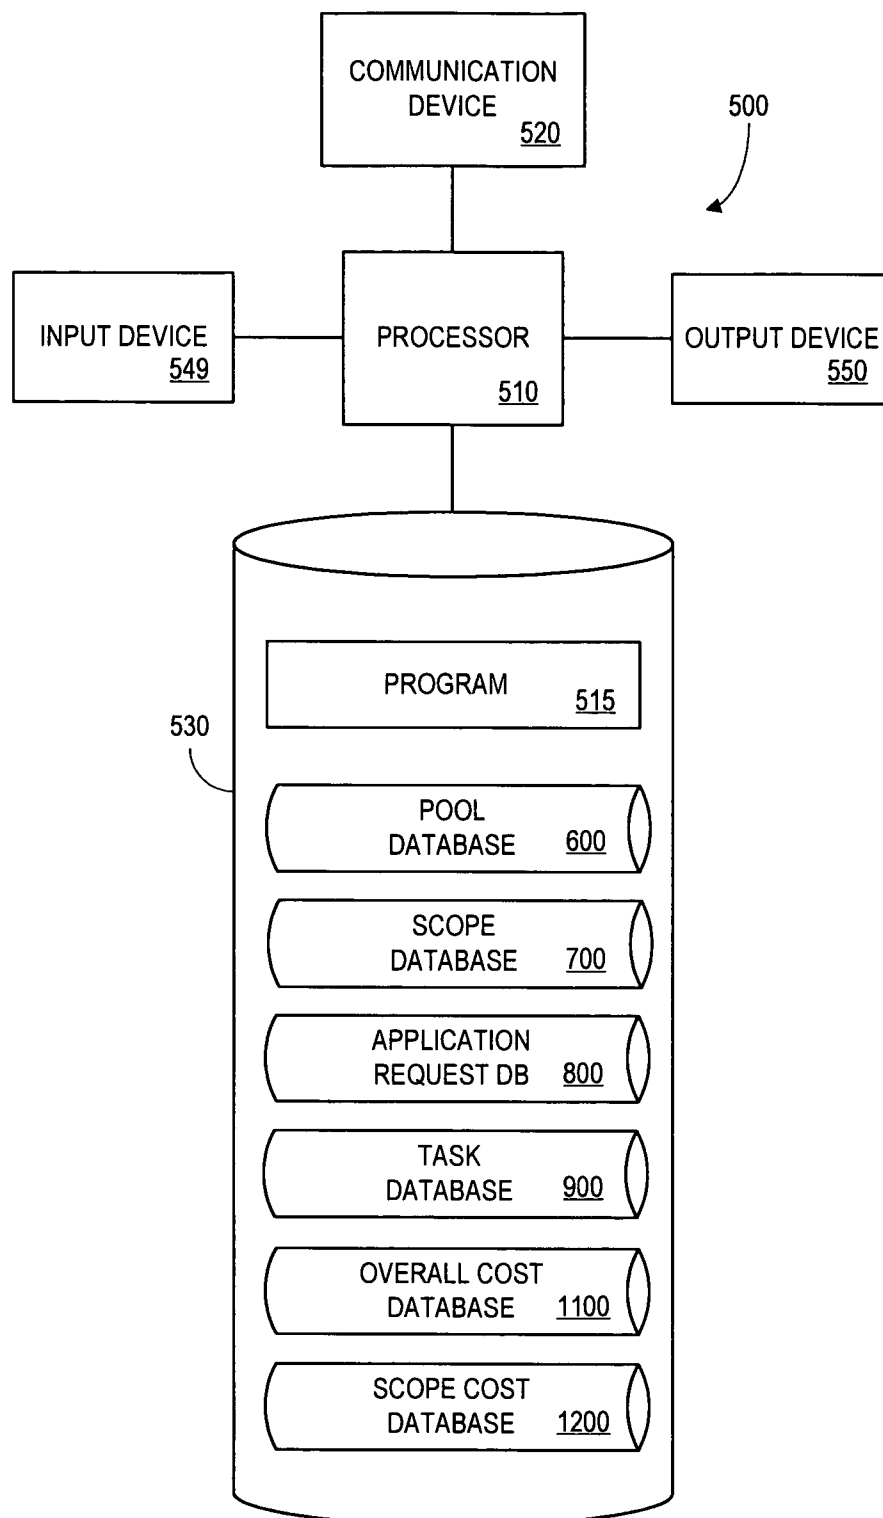 COMMUNICATION
DEVICE
520
500
INPUT DEVICE
549
PROCESSOR
510
OUTPUT DEVICE
550
530
PROGRAM
515
POOL
DATABASE
600
SCOPE
DATABASE
700
APPLICATION
REQUEST DB
800
TASK
DATABASE
900
OVERALL COST
DATABASE
1100
SCOPE COST
DATABASE
1200